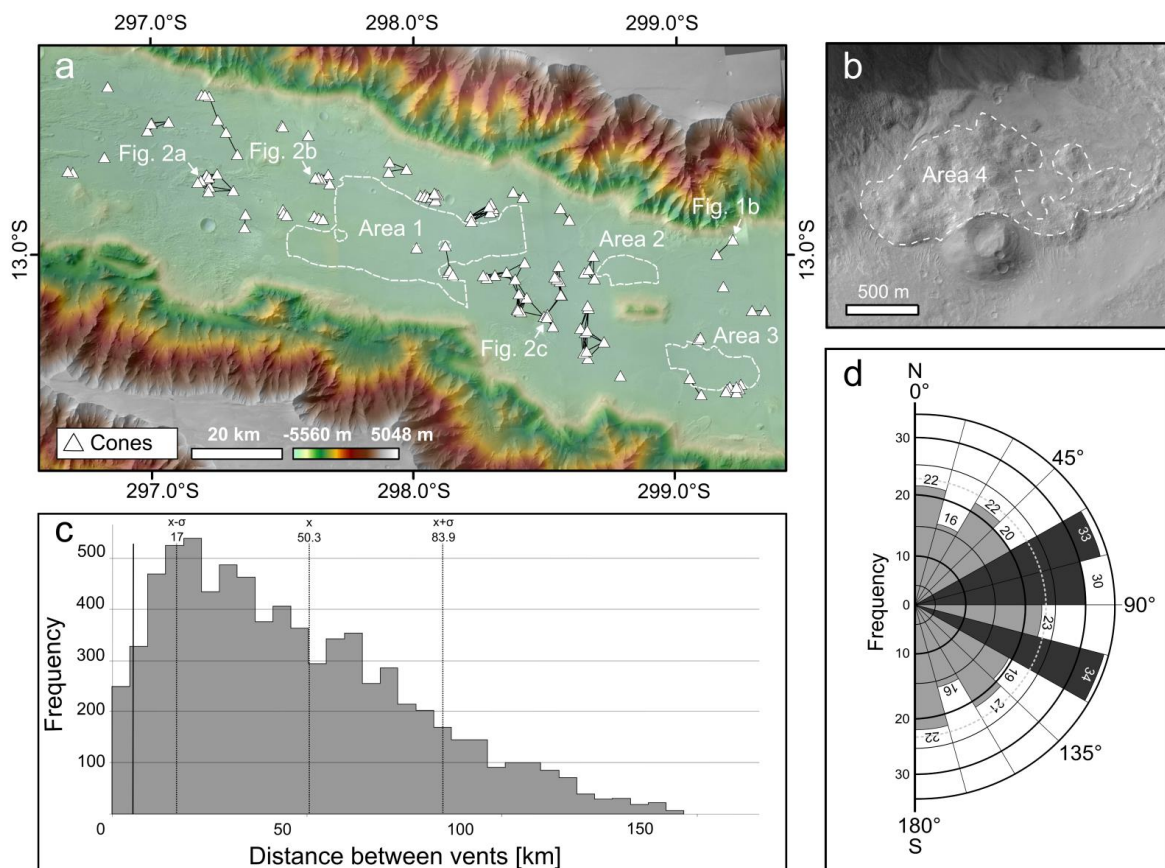 297.0°S 298.0°S 299.0°S
a
Fig. 2a
Fig. 2b
Area 1
Fig. 1b
Area 2
Area 3
Fig. 2c
13.0°S
13.0°S
Cones
20 km
-5560 m 5048 m
297.0°S 298.0°S 299.0°S
b
Area 4
500 m
c
x-σ
17
x
50.3
x+σ
83.9
Frequency
500
400
300
200
100
0 50 100 150
Distance between vents [km]
d
N
0°
45°
90°
135°
180°
S
Frequency
30
20
10
0
10
20
30
22
16
22
20
33
30
23
34
19
21
16
22